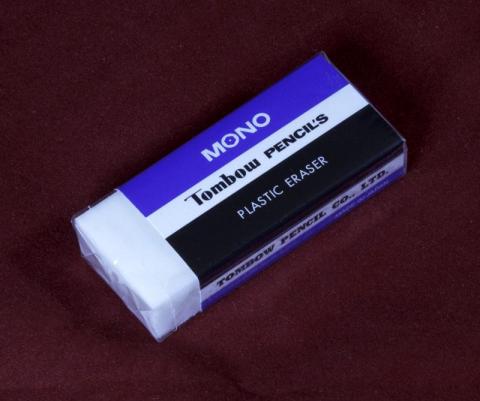 MONO
Tombow PENCIL'S
PLASTIC ERASER
TOMBOW PENCIL CO., LTD.